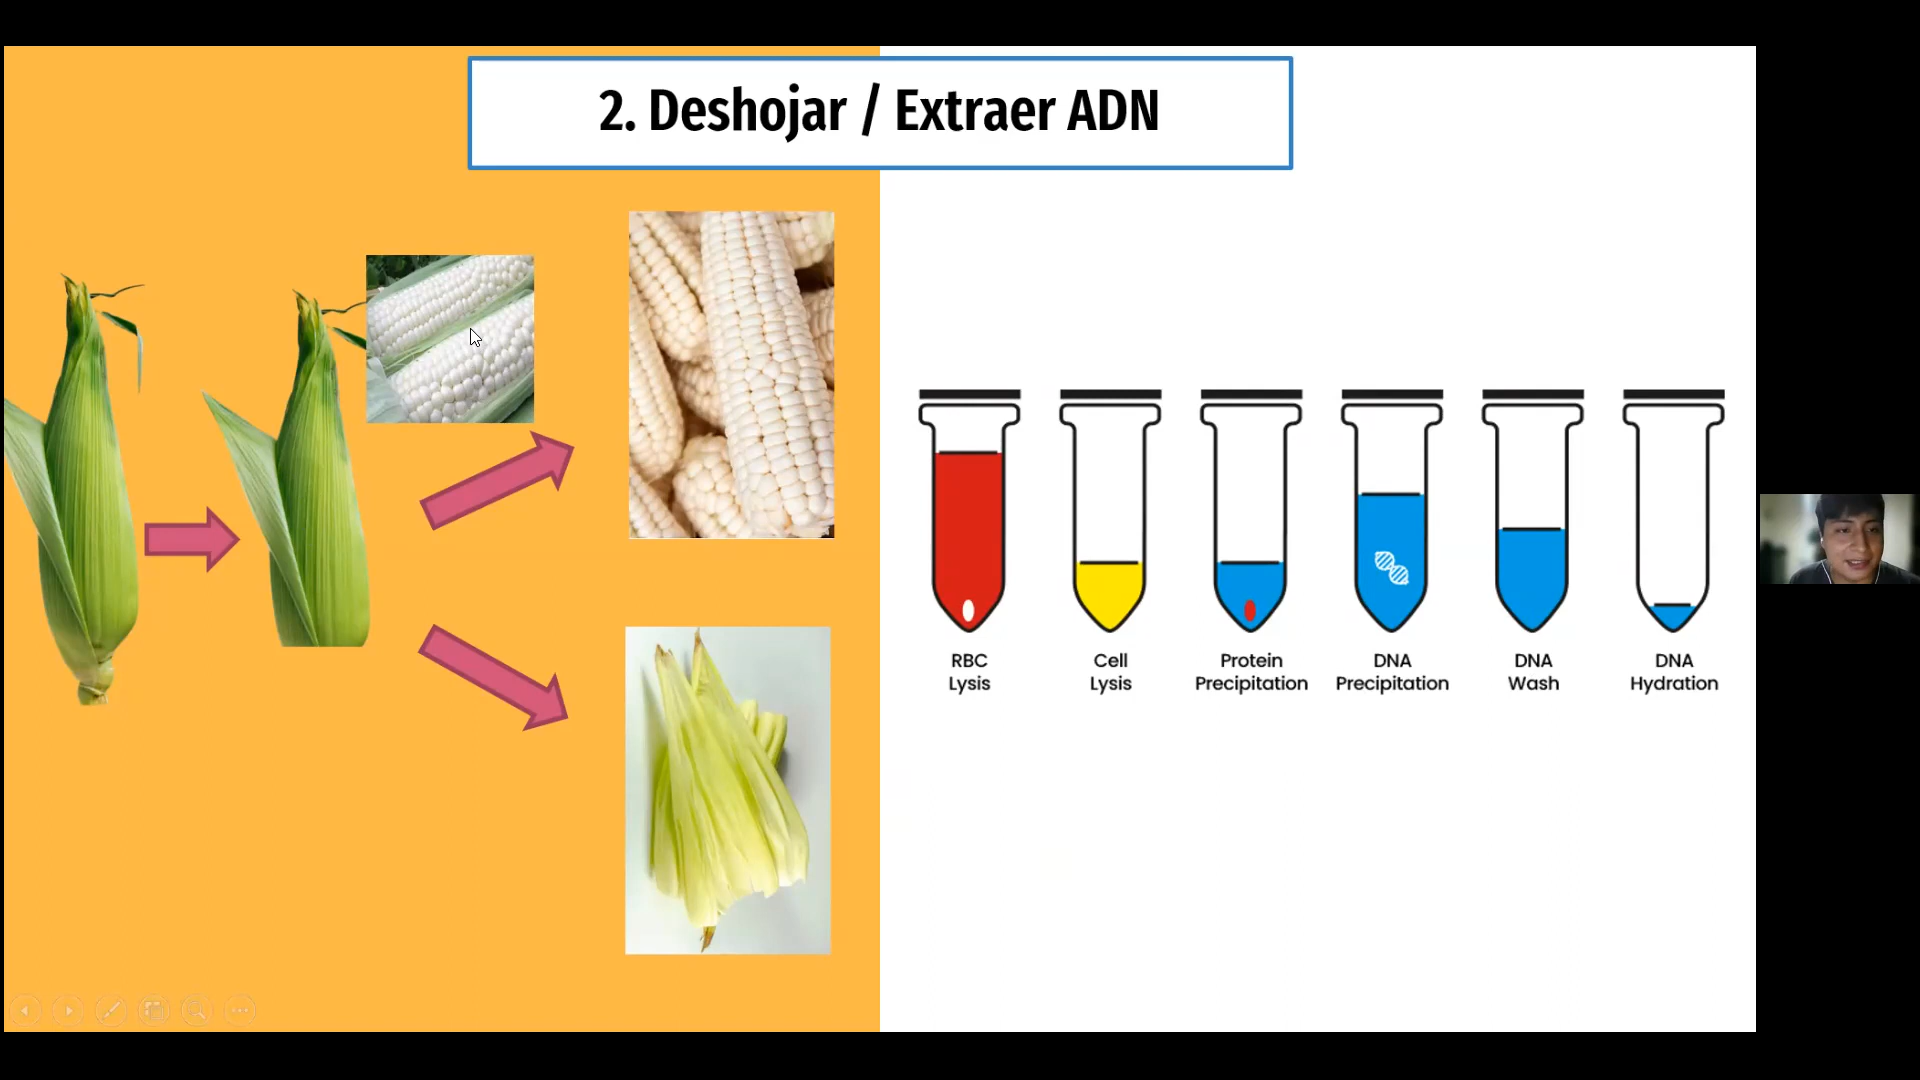 2. Deshojar / Extraer ADN
RBC
Lysis
Cell
Lysis
Protein
Precipitation
DNA
Precipitation
DNA
Wash
DNA
Hydration